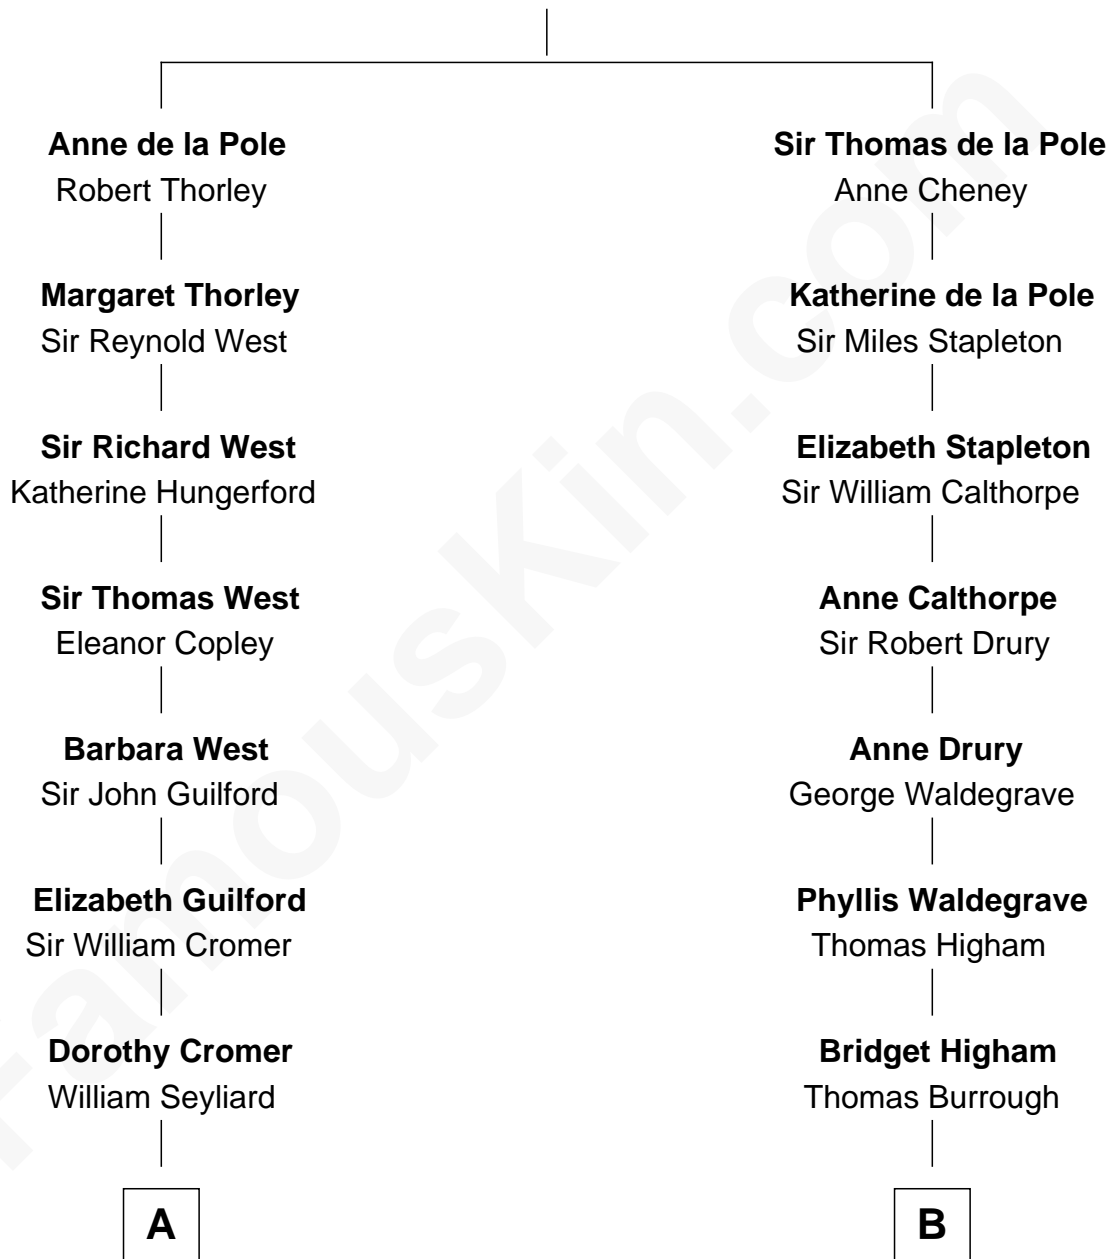 Anne de la Pole
Robert Thorley
Margaret Thorley
Sir Reynold West
Sir Richard West
Katherine Hungerford
Sir Thomas West
Eleanor Copley
Barbara West
Sir John Guilford
Elizabeth Guilford
Sir William Cromer
Dorothy Cromer
William Seyliard
A
Sir Thomas de la Pole
Anne Cheney
Katherine de la Pole
Sir Miles Stapleton
Elizabeth Stapleton
Sir William Calthorpe
Anne Calthorpe
Sir Robert Drury
Anne Drury
George Waldegrave
Phyllis Waldegrave
Thomas Higham
Bridget Higham
Thomas Burrough
B
FamousKin.com